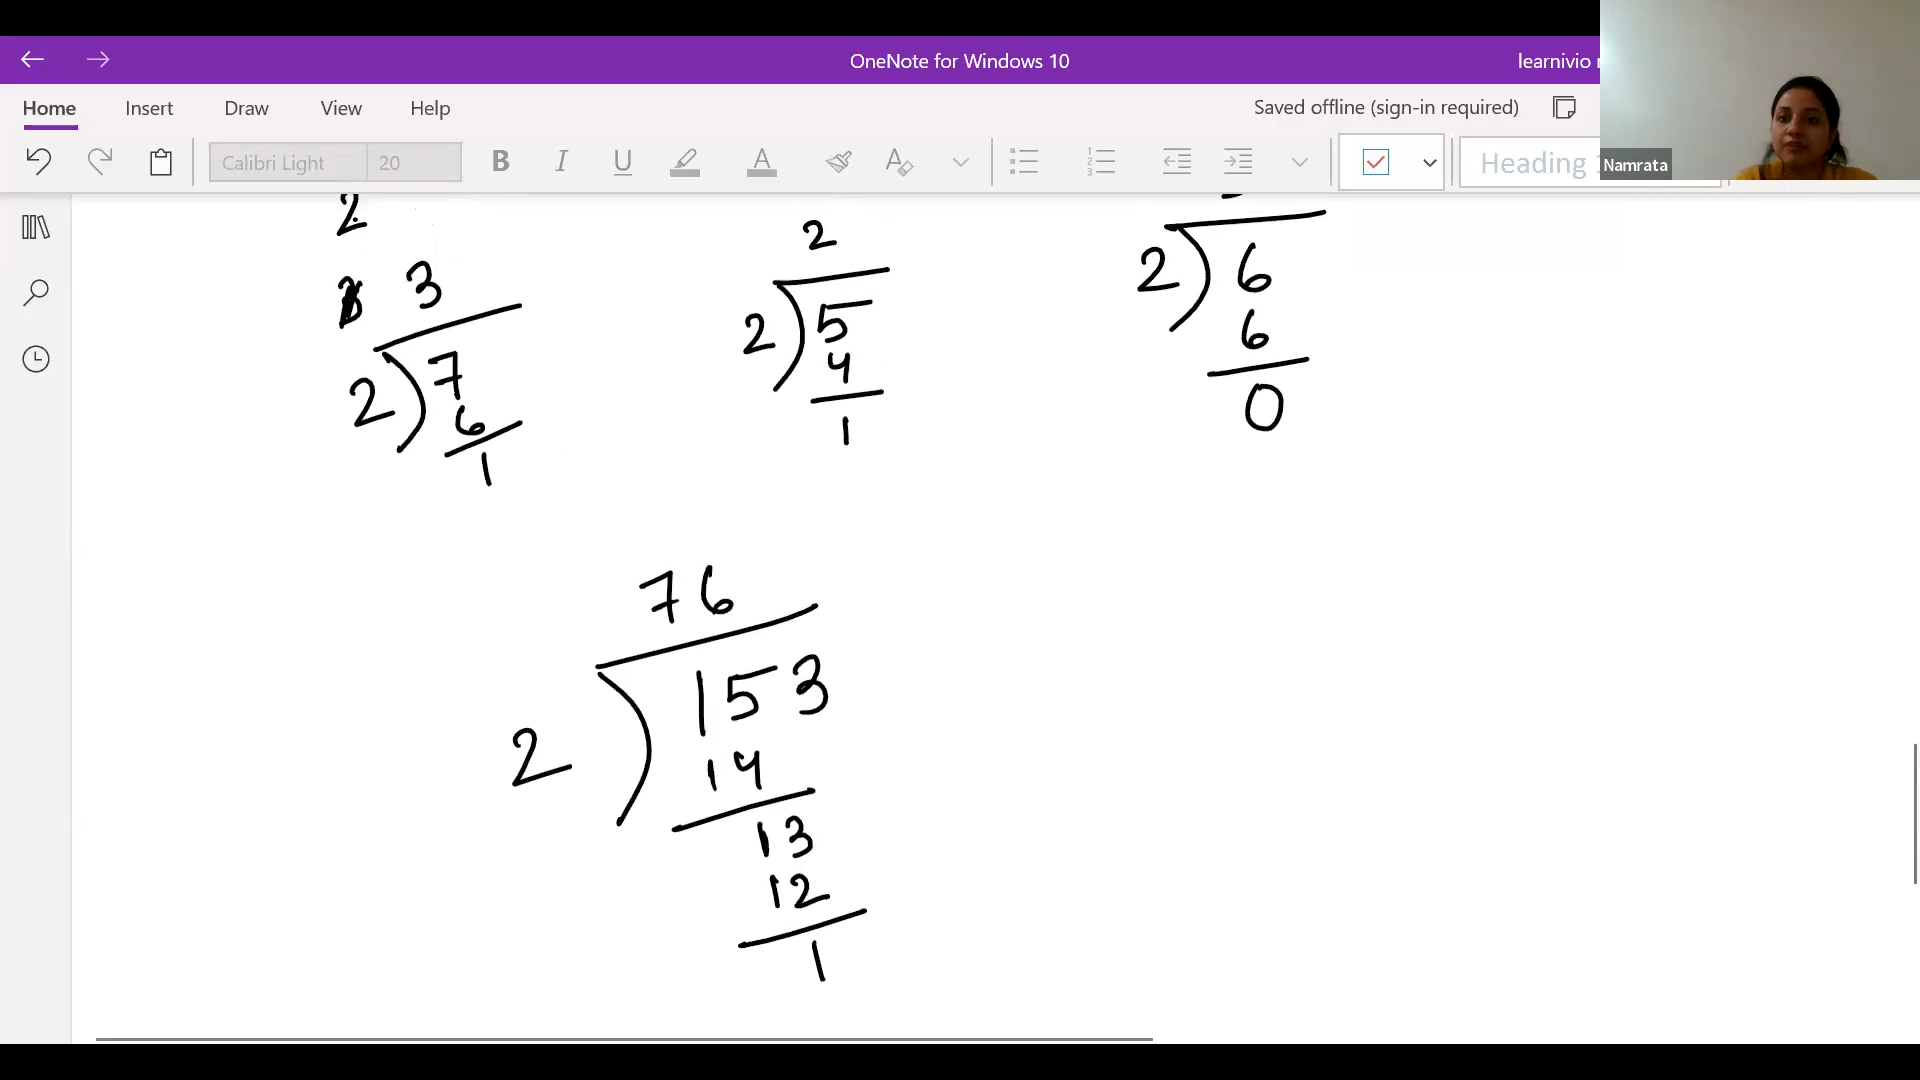 OneNote for Windows 10
learnivio
Home Insert Draw View Help
Saved offline (sign-in required)
Calibri Light 20
B I U A A
Heading
Namrata
2
3
2 ) 7
6
1
2
2 ) 5
4
1
2 ) 6
6
0
76
2 ) 153
14
13
12
1